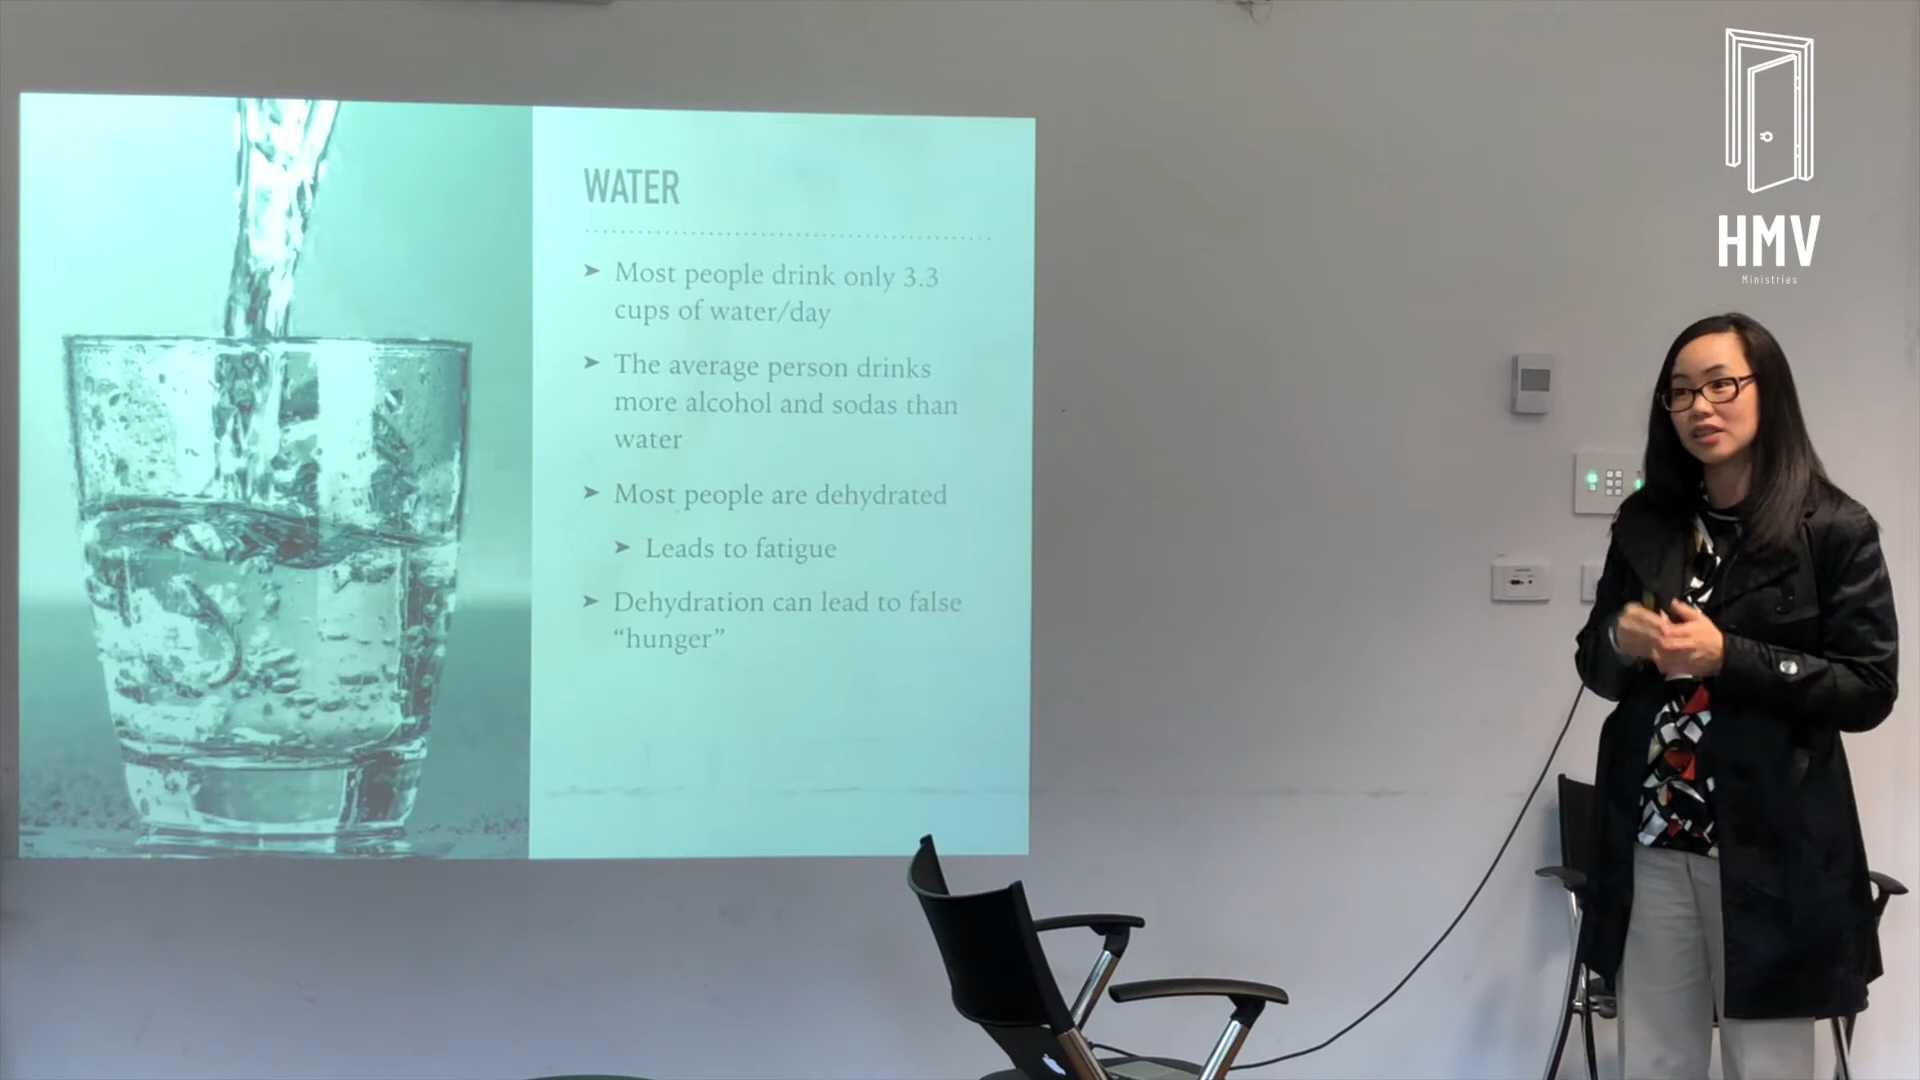 WATER
➤ Most people drink only 3.3
cups of water/day
➤ The average person drinks
more alcohol and sodas than
water
➤ Most people are dehydrated
➤ Leads to fatigue
➤ Dehydration can lead to false
“hunger”
HMV
Ministries